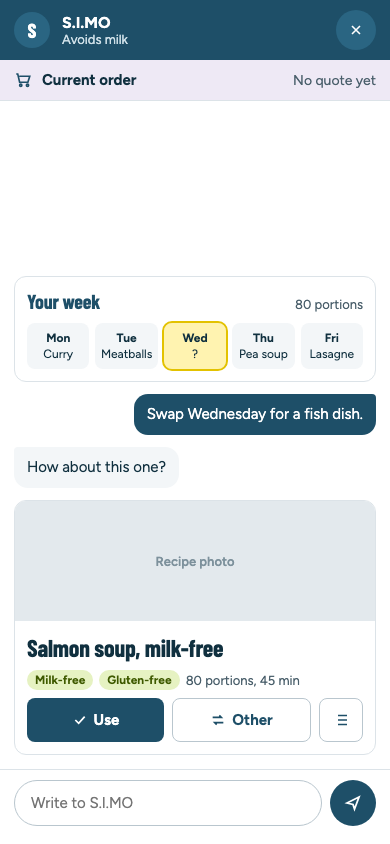 S
S.I.MO
Avoids milk
Current order
No quote yet
Your week
80 portions
Mon
Curry
Tue
Meatballs
Wed
?
Thu
Pea soup
Fri
Lasagne
Swap Wednesday for a fish dish.
How about this one?
Recipe photo
Salmon soup, milk-free
Milk-free
Gluten-free
80 portions, 45 min
Use
Other
Write to S.I.MO